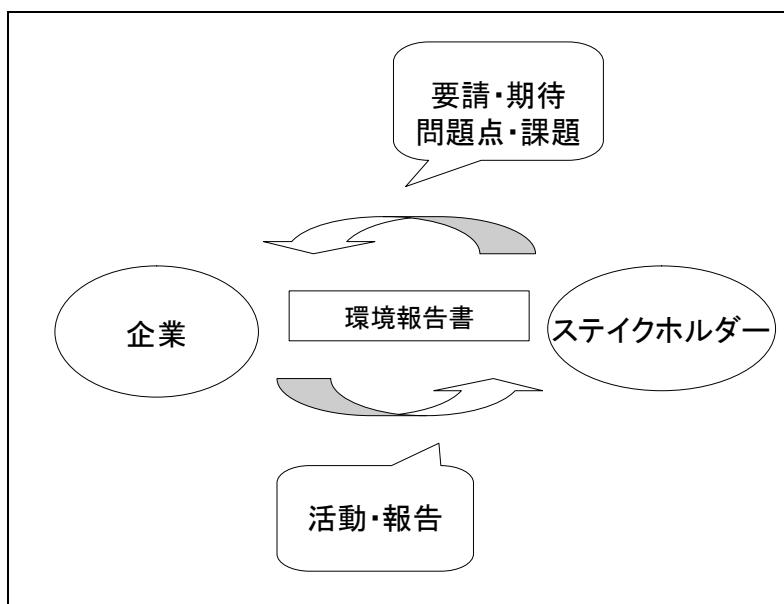 要請・期待
問題点・課題
企業
環境報告書
ステイクホルダー
活動・報告